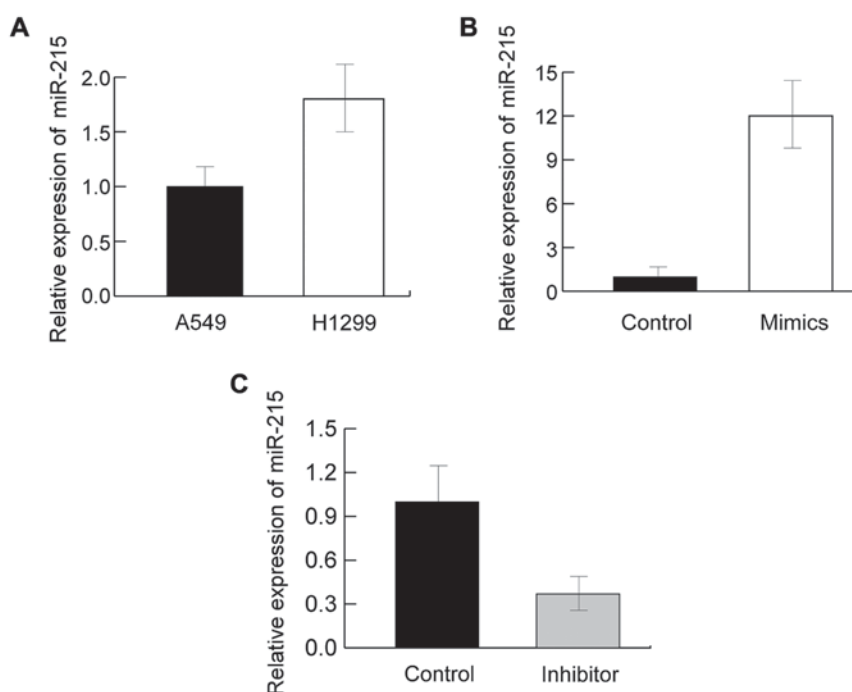 A
Relative expression of miR-215
2.0
1.5
1.0
0.5
0.0
A549 H1299
B
Relative expression of miR-215
15
12
9
6
3
0
Control Mimics
C
Relative expression of miR-215
1.5
1.2
0.9
0.6
0.3
0.0
Control Inhibitor